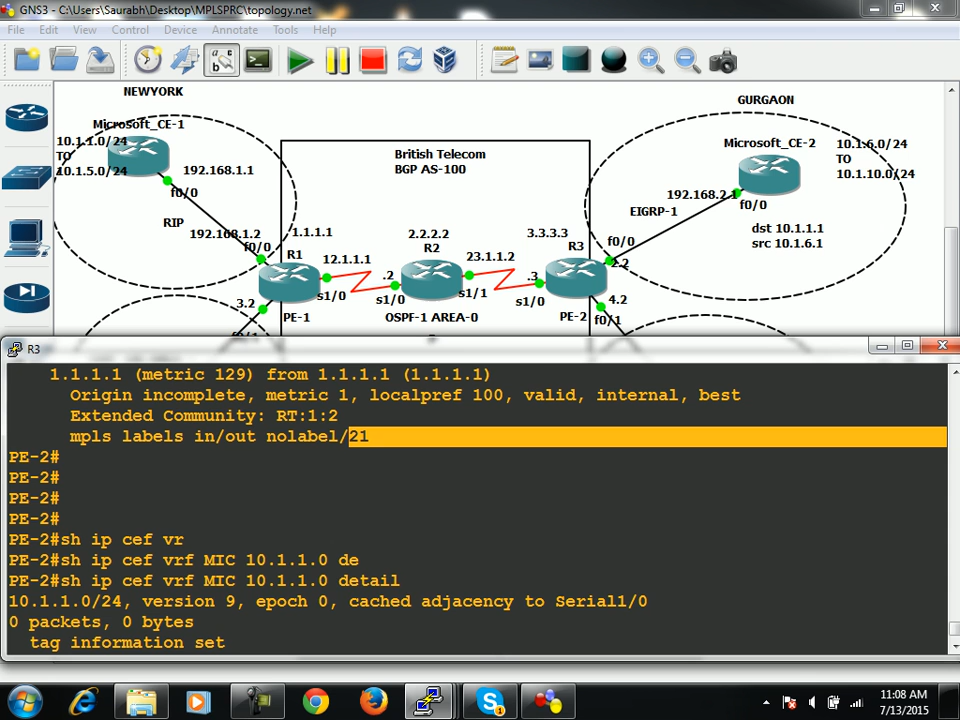 GNS3 - C:\Users\Saurabh\Desktop\MPLSPRC\topology.net
File Edit View Control Device Annotate Tools Help
NEWYORK
GURGAON
Microsoft_CE-1
10.1.1.0/24
TO
10.1.5.0/24
192.168.1.1
f0/0
RIP
192.168.1.2
f0/0
British Telecom
BGP AS-100
Microsoft_CE-2
10.1.6.0/24
TO
10.1.10.0/24
192.168.2.1
f0/0
EIGRP-1
dst 10.1.1.1
src 10.1.6.1
1.1.1.1
R1
12.1.1.1
s1/0
PE-1
3.2
2.2.2.2
R2
.2
s1/0
s1/1
OSPF-1 AREA-0
23.1.1.2
3.3.3.3
R3
.3
s1/0
PE-2
f0/0
2.2
4.2
f0/1
R3
1.1.1.1 (metric 129) from 1.1.1.1 (1.1.1.1)
Origin incomplete, metric 1, localpref 100, valid, internal, best
Extended Community: RT:1:2
mpls labels in/out nolabel/21
PE-2#
PE-2#
PE-2#
PE-2#
PE-2#sh ip cef vr
PE-2#sh ip cef vrf MIC 10.1.1.0 de
PE-2#sh ip cef vrf MIC 10.1.1.0 detail
10.1.1.0/24, version 9, epoch 0, cached adjacency to Serial1/0
0 packets, 0 bytes
tag information set
11:08 AM
7/13/2015